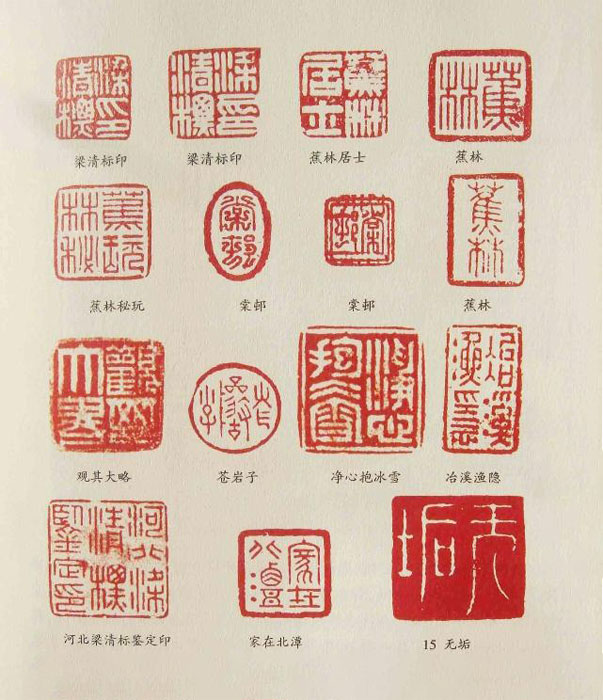 梁清标印
梁清标印
蕉林居士
蕉林
蕉林秘玩
棠邨
棠邨
蕉林
观其大略
苍岩子
净心抱冰雪
冶溪渔隐
河北梁清标鉴定印
家在北潭
15 无垢